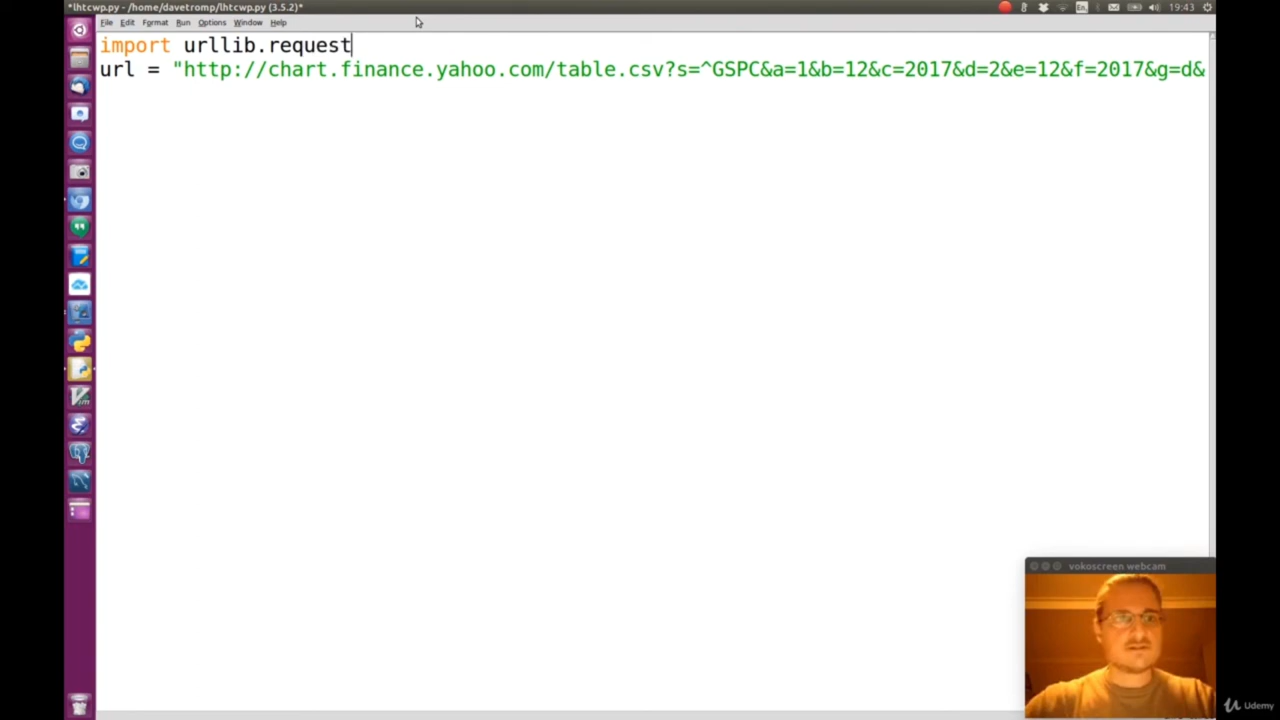 *lhtcwp.py - /home/davetromp/lhtcwp.py (3.5.2)*
En
19:43
File Edit Format Run Options Window Help
import urllib.request
url = "http://chart.finance.yahoo.com/table.csv?s=^GSPC&a=1&b=12&c=2017&d=2&e=12&f=2017&g=d&
vokoscreen webcam
Udemy